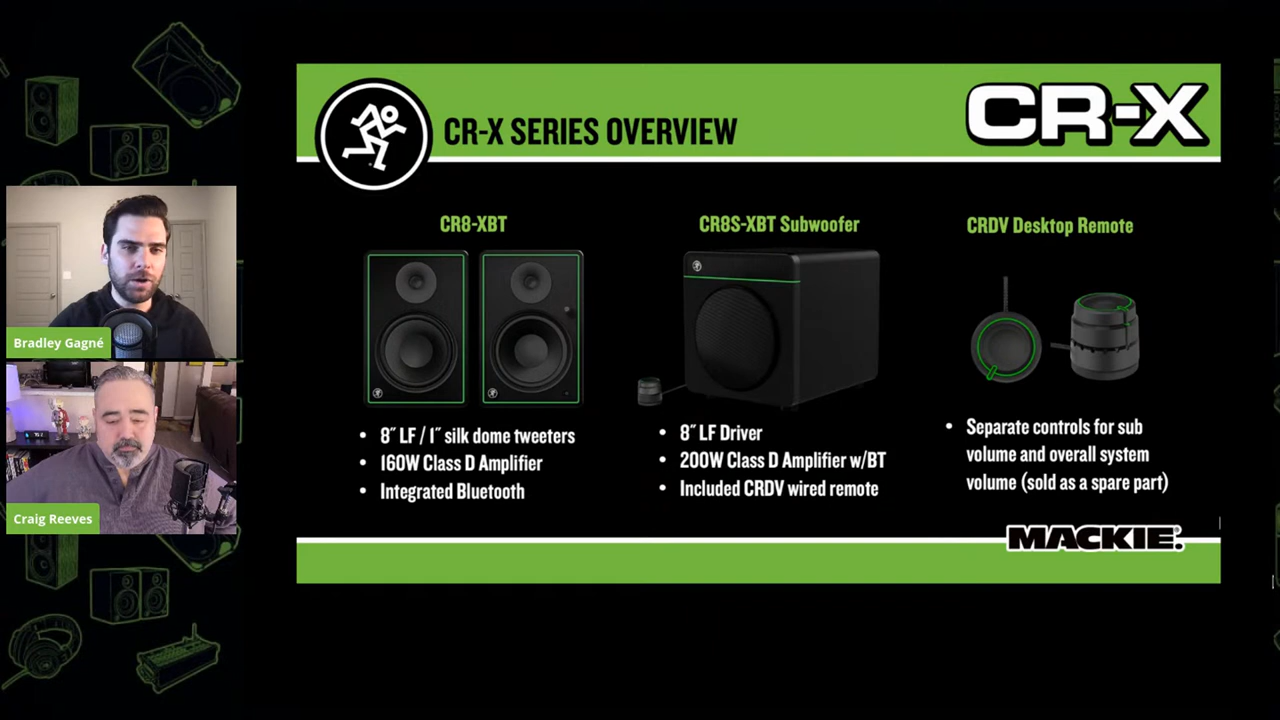 CR-X SERIES OVERVIEW
CR-X
CR8-XBT
8" LF / 1" silk dome tweeters
160W Class D Amplifier
Integrated Bluetooth
CR8S-XBT Subwoofer
8" LF Driver
200W Class D Amplifier w/BT
Included CRDV wired remote
CRDV Desktop Remote
Separate controls for sub
volume and overall system
volume (sold as a spare part)
MACKIE.
Bradley Gagné
Craig Reeves